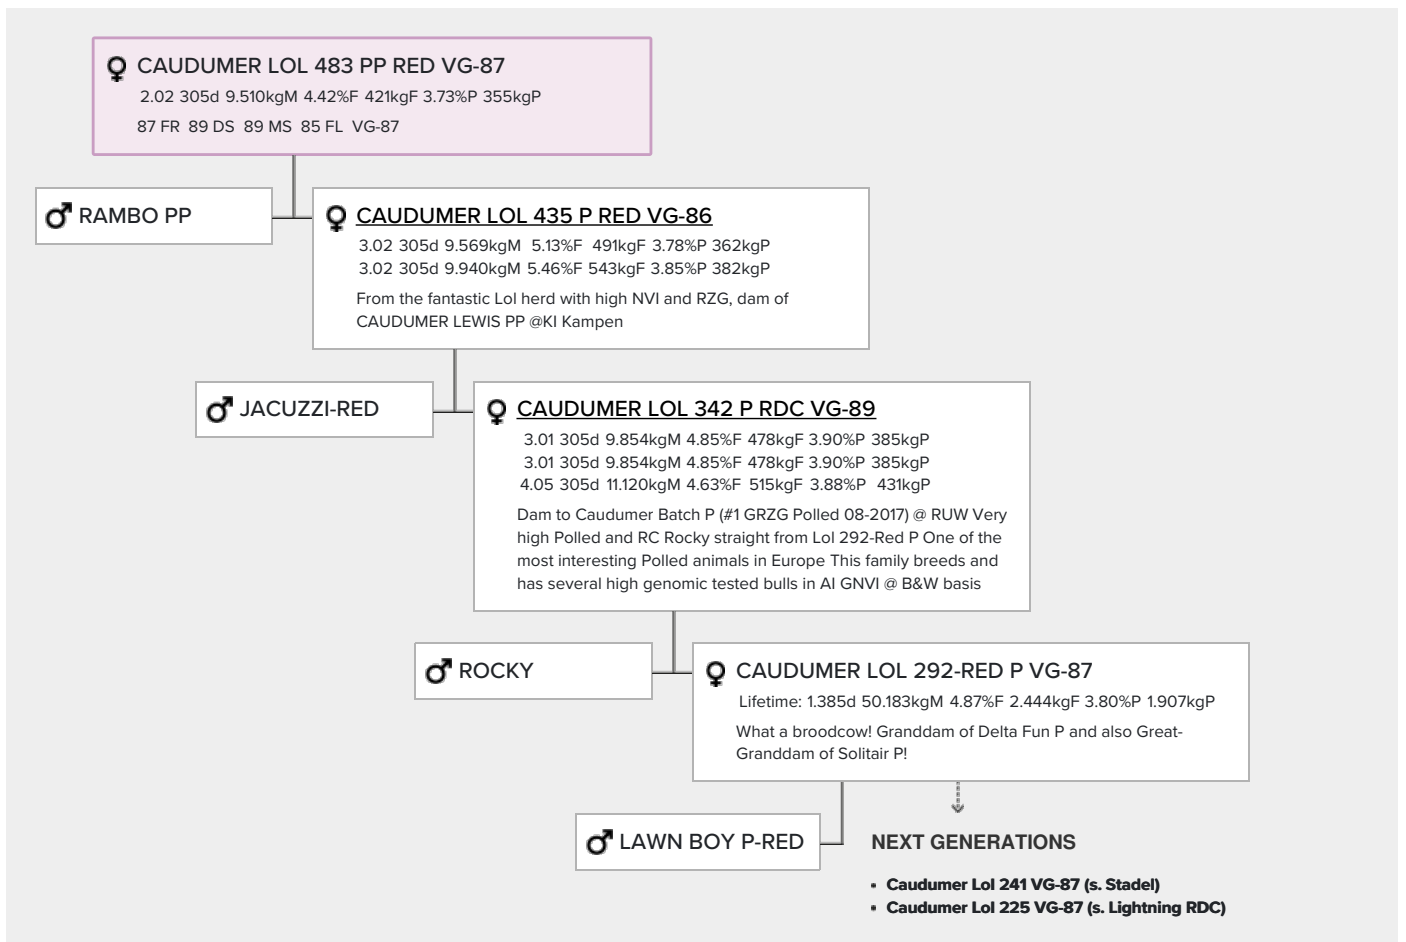 CAUDUMER LOL 483 PP RED VG-87
2.02 305d 9.510kgM 4.42%F 421kgF 3.73%P 355kgP
87 FR 89 DS 89 MS 85 FL VG-87
RAMBO PP
CAUDUMER LOL 435 P RED VG-86
3.02 305d 9.569kgM 5.13%F 491kgF 3.78%P 362kgP
3.02 305d 9.940kgM 5.46%F 543kgF 3.85%P 382kgP
From the fantastic Lol herd with high NVI and RZG, dam of
CAUDUMER LEWIS PP @KI Kampen
JACUZZI-RED
CAUDUMER LOL 342 P RDC VG-89
3.01 305d 9.854kgM 4.85%F 478kgF 3.90%P 385kgP
3.01 305d 9.854kgM 4.85%F 478kgF 3.90%P 385kgP
4.05 305d 11.120kgM 4.63%F 515kgF 3.88%P 431kgP
Dam to Caudumer Batch P (#1 GRZG Polled 08-2017) @ RUW Very
high Polled and RC Rocky straight from Lol 292-Red P One of the
most interesting Polled animals in Europe This family breeds and
has several high genomic tested bulls in AI GNVI @ B&W basis
ROCKY
CAUDUMER LOL 292-RED P VG-87
Lifetime: 1.385d 50.183kgM 4.87%F 2.444kgF 3.80%P 1.907kgP
What a broodcow! Granddam of Delta Fun P and also Great-
Granddam of Solitair P!
LAWN BOY P-RED
NEXT GENERATIONS
• Caudumer Lol 241 VG-87 (s. Stadel)
• Caudumer Lol 225 VG-87 (s. Lightning RDC)